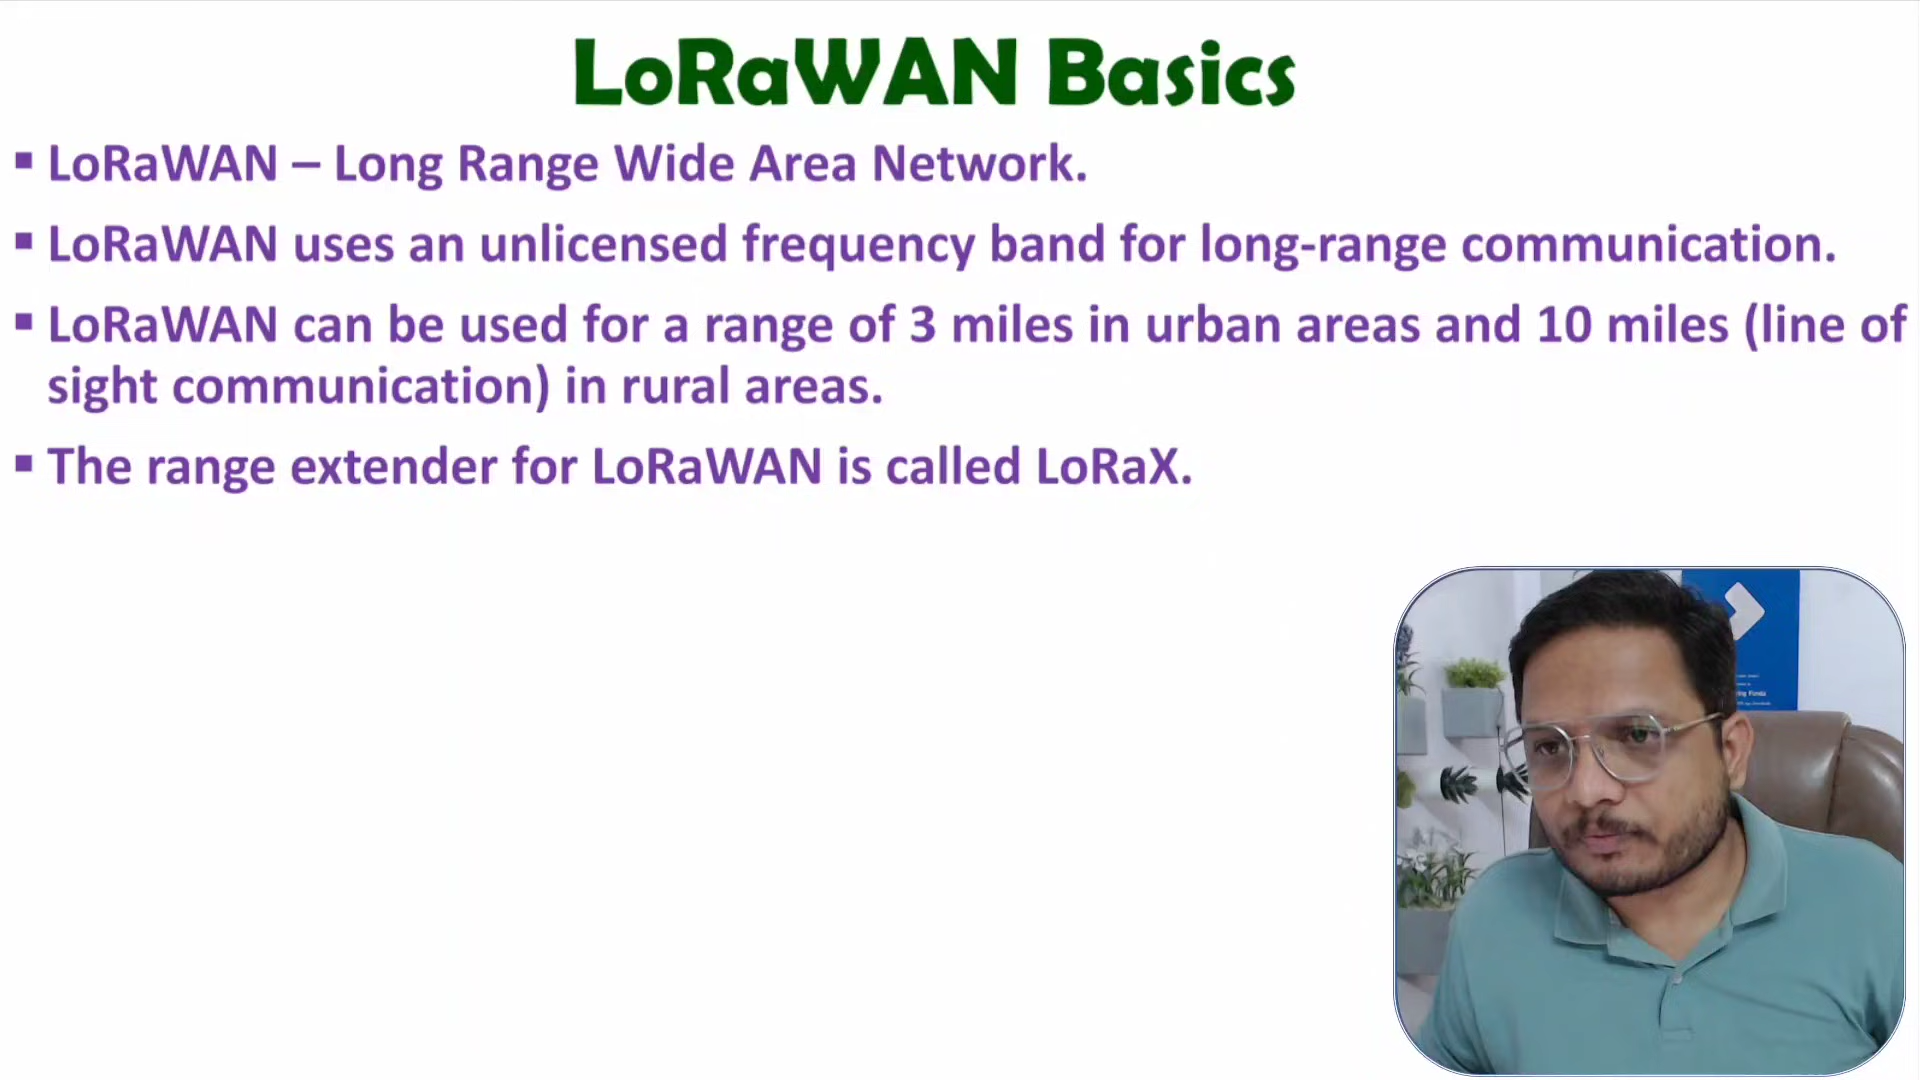 LoRaWAN Basics
▪ LoRaWAN – Long Range Wide Area Network.
▪ LoRaWAN uses an unlicensed frequency band for long-range communication.
▪ LoRaWAN can be used for a range of 3 miles in urban areas and 10 miles (line of
sight communication) in rural areas.
▪ The range extender for LoRaWAN is called LoRaX.